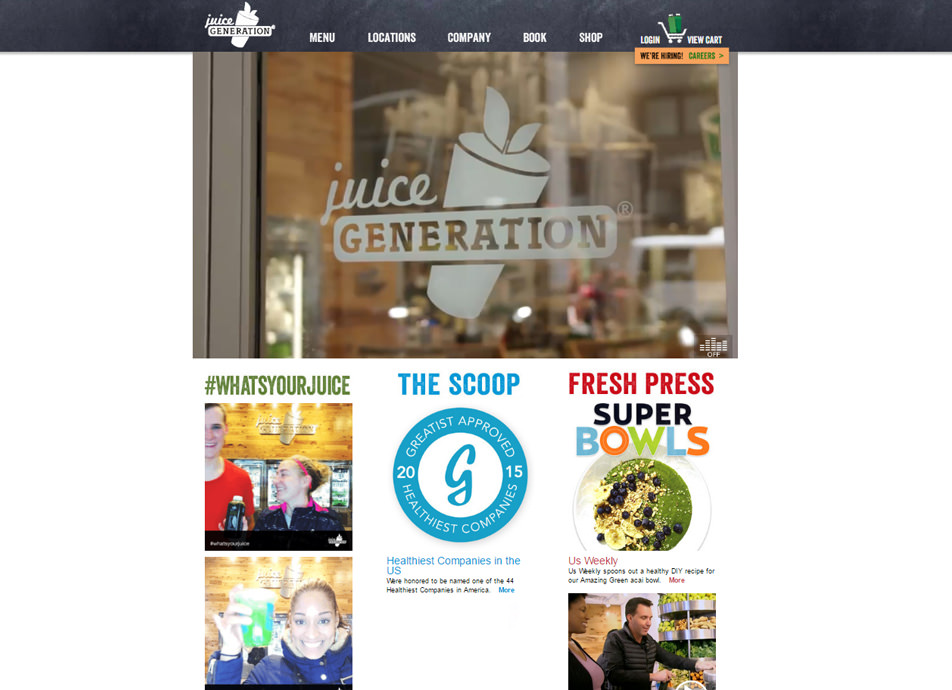 juice
GENERATION®
MENU
LOCATIONS
COMPANY
BOOK
SHOP
LOGIN
VIEW CART
WE'RE HIRING! CAREERS >
juice
GENERATION®
OFF
#WHATSYOURJUICE
#whatsyourjuice
THE SCOOP
GREATIST APPROVED
20 G 15
HEALTHIEST COMPANIES
Healthiest Companies in the
US
Were honored to be named one of the 44
Healthiest Companies in America. More
FRESH PRESS
SUPER
BOWLS
Us Weekly
Us Weekly spoons out a healthy DIY recipe for
our Amazing Green acai bowl. More